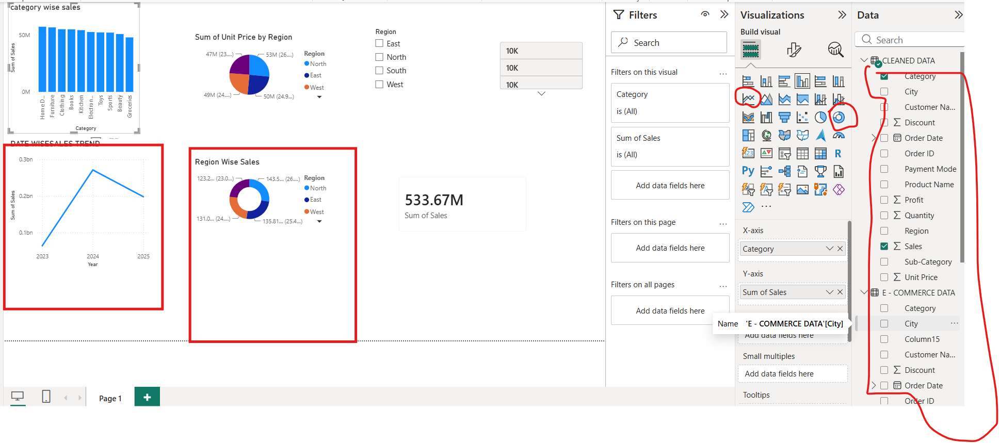 category wise sales
50M
0M
Sum of Sales
Home D...
Furniture
Clothing
Books
Kitchen
Electron...
Toys
Sports
Beauty
Groceries
Category
Sum of Unit Price by Region
47M (23....)
53M (26....)
49M (24....)
50M (24.9...)
Region
North
East
West
Region
East
North
South
West
10K
10K
10K
DATE WISESALES TREND
0.3bn
0.2bn
0.1bn
Sum of Sales
2023 2024 2025
Year
Region Wise Sales
123.2... (23.0...)
143.5... (26....)
131.0... (24....)
135.81... (25.4...)
Region
North
East
West
533.67M
Sum of Sales
Page 1
Filters
Search
Filters on this visual
Category
is (All)
Sum of Sales
is (All)
Add data fields here
Filters on this page
Add data fields here
Filters on all pages
Add data fields here
Visualizations
Build visual
123
R
Py
X-axis
Category
Y-axis
Sum of Sales
Name 'E - COMMERCE DATA'[City]
Add data fields here
Small multiples
Add data fields here
Tooltips
Data
Search
CLEANED DATA
Category
City
Customer Na...
Discount
Order Date
Order ID
Payment Mode
Product Name
Profit
Quantity
Region
Sales
Sub-Category
Unit Price
E - COMMERCE DATA
Category
City
Column15
Customer Na...
Discount
Order Date
Order ID